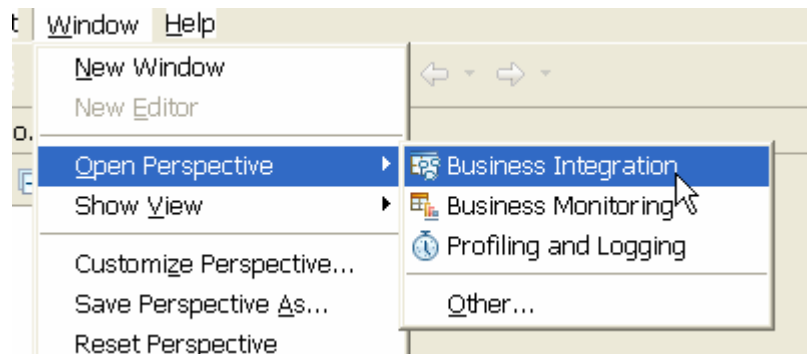 t Window Help
New Window
New Editor
o.
Open Perspective
Business Integration
Show View
Business Monitoring
Profiling and Logging
Customize Perspective...
Save Perspective As...
Other...
Reset Perspective